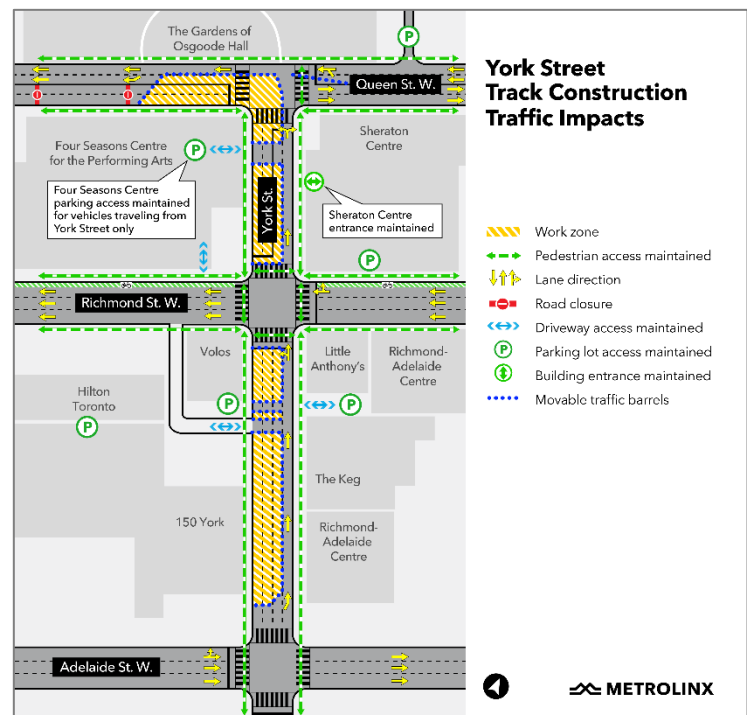 The Gardens of
Osgoode Hall
P
Queen St. W.
York Street
Track Construction
Traffic Impacts
Four Seasons Centre
for the Performing Arts
P
Sheraton
Centre
Four Seasons Centre
parking access maintained
for vehicles traveling from
York Street only
York St.
Sheraton Centre
entrance maintained
P
Richmond St. W.
Work zone
Pedestrian access maintained
Lane direction
Road closure
Driveway access maintained
P Parking lot access maintained
Building entrance maintained
Movable traffic barrels
Volos
Little
Anthony's
Richmond-
Adelaide
Centre
Hilton
Toronto
P
P
P
The Keg
150 York
Richmond-
Adelaide
Centre
Adelaide St. W.
METROLINX